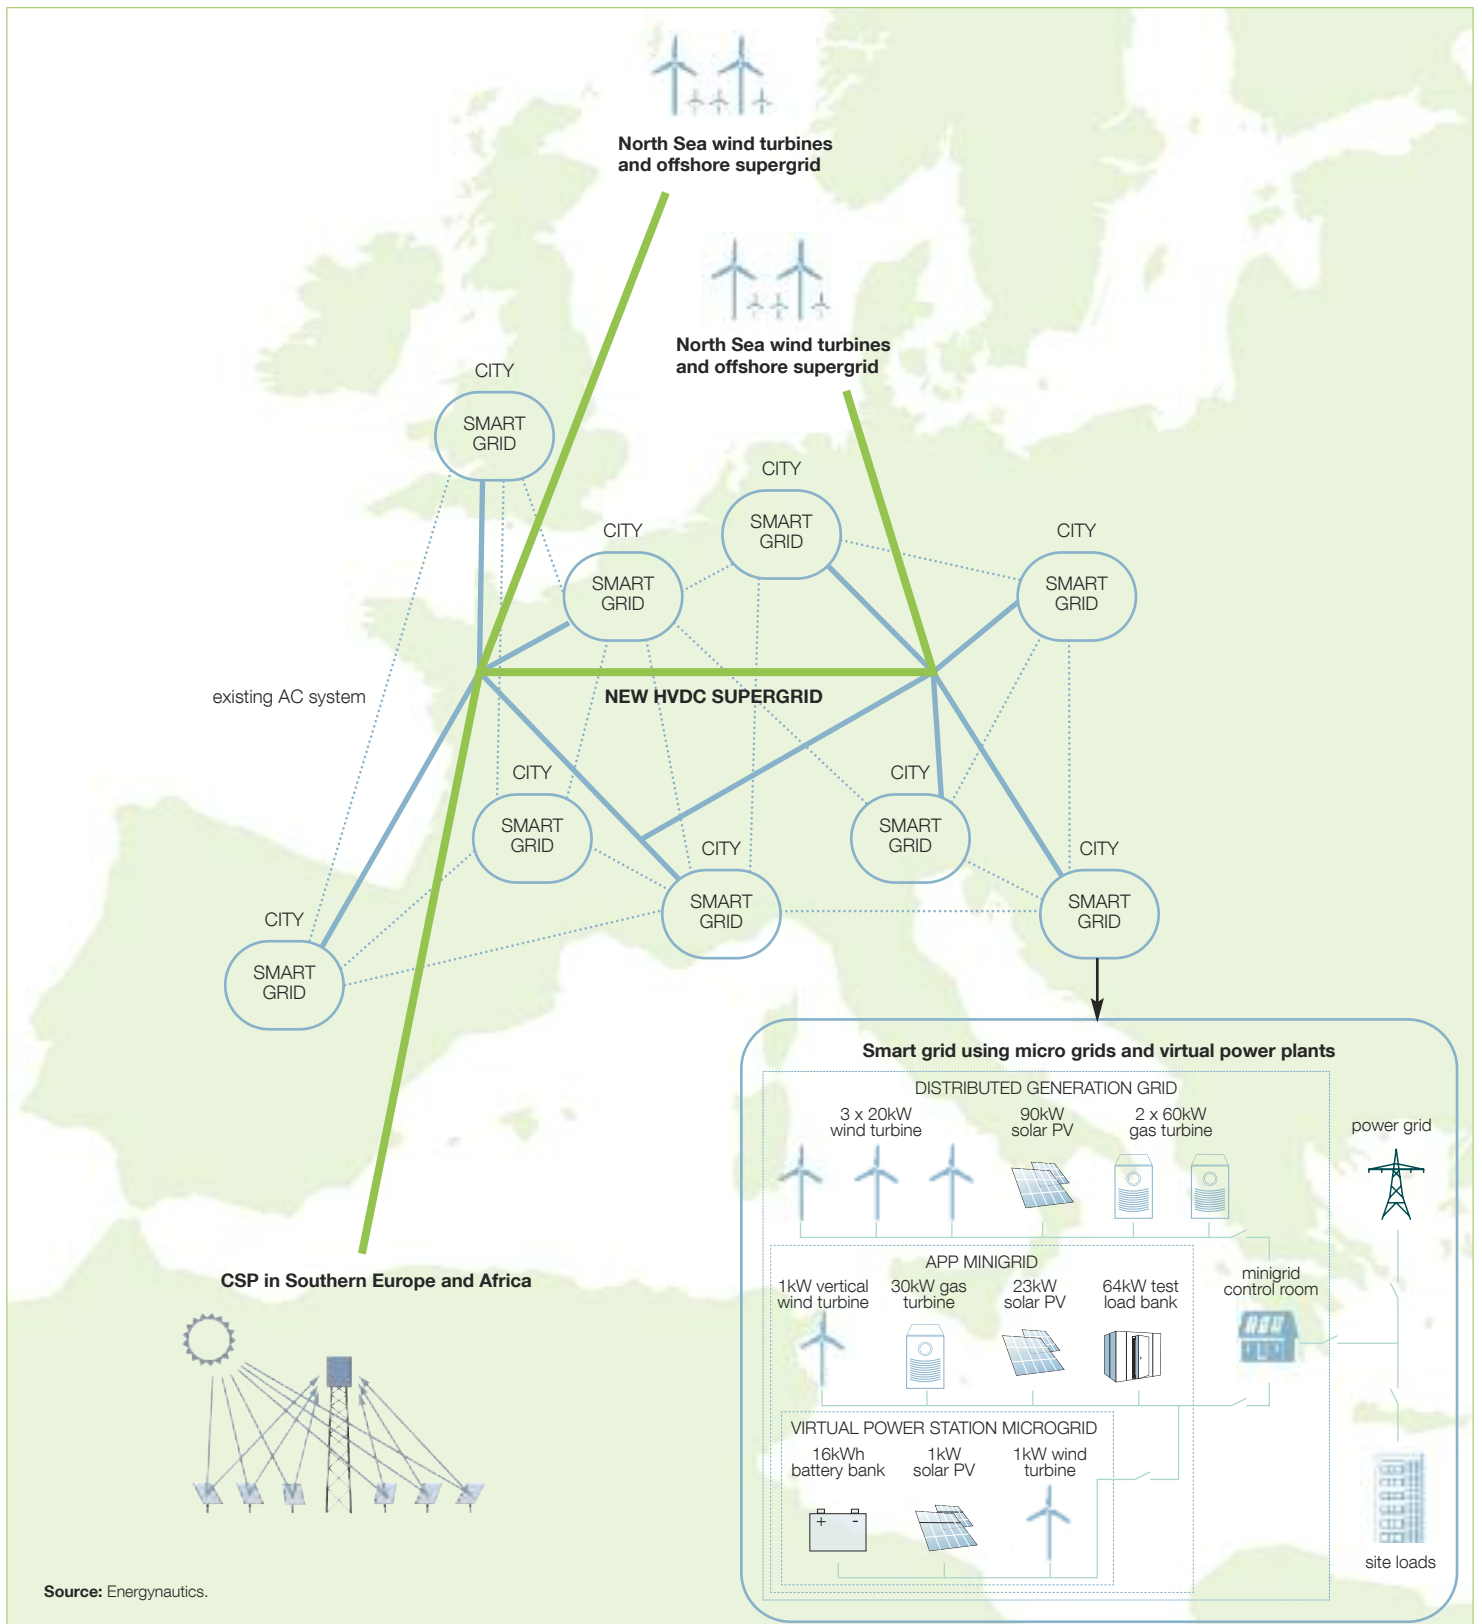 North Sea wind turbines
and offshore supergrid
North Sea wind turbines
and offshore supergrid
CITY
SMART
GRID
CITY
SMART
GRID
CITY
SMART
GRID
CITY
SMART
GRID
existing AC system
NEW HVDC SUPERGRID
CITY
SMART
GRID
CITY
SMART
GRID
CITY
SMART
GRID
CITY
SMART
GRID
CITY
SMART
GRID
CSP in Southern Europe and Africa
Smart grid using micro grids and virtual power plants
DISTRIBUTED GENERATION GRID
3 x 20kW
wind turbine
90kW
solar PV
2 x 60kW
gas turbine
power grid
APP MINIGRID
1kW vertical
wind turbine
30kW gas
turbine
23kW
solar PV
64kW test
load bank
minigrid
control room
VIRTUAL POWER STATION MICROGRID
16kWh
battery bank
1kW
solar PV
1kW wind
turbine
+ -
site loads
Source: Energynautics.